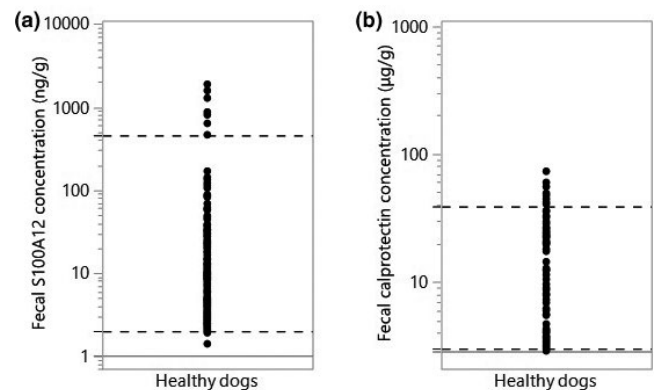 (a)
Fecal S100A12 concentration (ng/g)
10000
1000
100
10
1
Healthy dogs
(b)
Fecal calprotectin concentration (µg/g)
1000
100
10
Healthy dogs